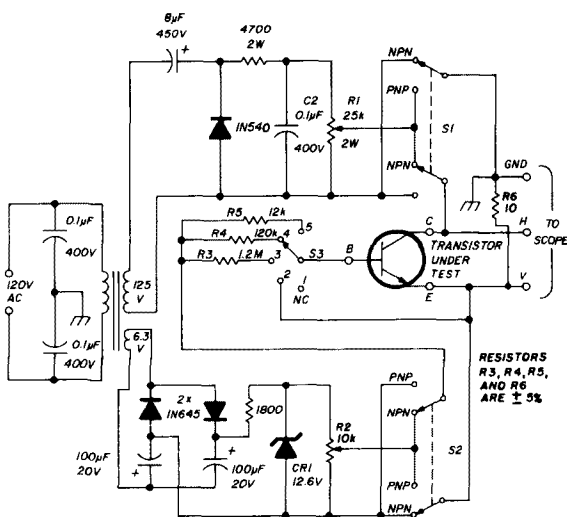 8µF
450V
+
4700
2W
1N540
C2
0.1µF
400V
R1
25k
2W
NPN
PNP
NPN
S1
GND
R6
10
H
TO
SCOPE
V
0.1µF
400V
120V
AC
0.1µF
400V
125
V
6.3
V
R5
12k
R4
120k
R3
1.2M
5
4
3
2
1
NC
S3
B
C
E
TRANSISTOR
UNDER
TEST
RESISTORS
R3, R4, R5,
AND R6
ARE ± 5%
2x
1N645
1800
100µF
20V
+
100µF
20V
+
CR1
12.6V
R2
10k
PNP
NPN
PNP
NPN
S2